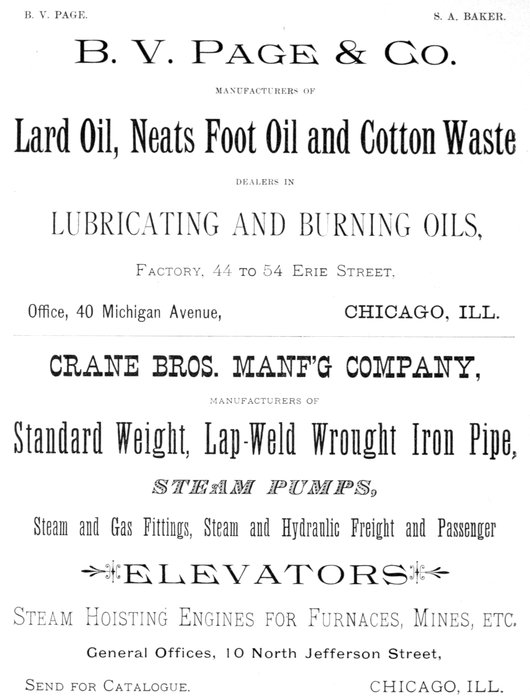 B. V. PAGE. S. A. BAKER.
B. V. PAGE & CO.
MANUFACTURERS OF
Lard Oil, Neats Foot Oil and Cotton Waste
DEALERS IN
LUBRICATING AND BURNING OILS,
FACTORY, 44 TO 54 ERIE STREET.
Office, 40 Michigan Avenue, CHICAGO, ILL.
CRANE BROS. MANF'G COMPANY,
MANUFACTURERS OF
Standard Weight, Lap-Weld Wrought Iron Pipe,
STEAM PUMPS,
Steam and Gas Fittings, Steam and Hydraulic Freight and Passenger
ELEVATORS
STEAM HOISTING ENGINES FOR FURNACES, MINES, ETC.
General Offices, 10 North Jefferson Street,
SEND FOR CATALOGUE. CHICAGO, ILL.